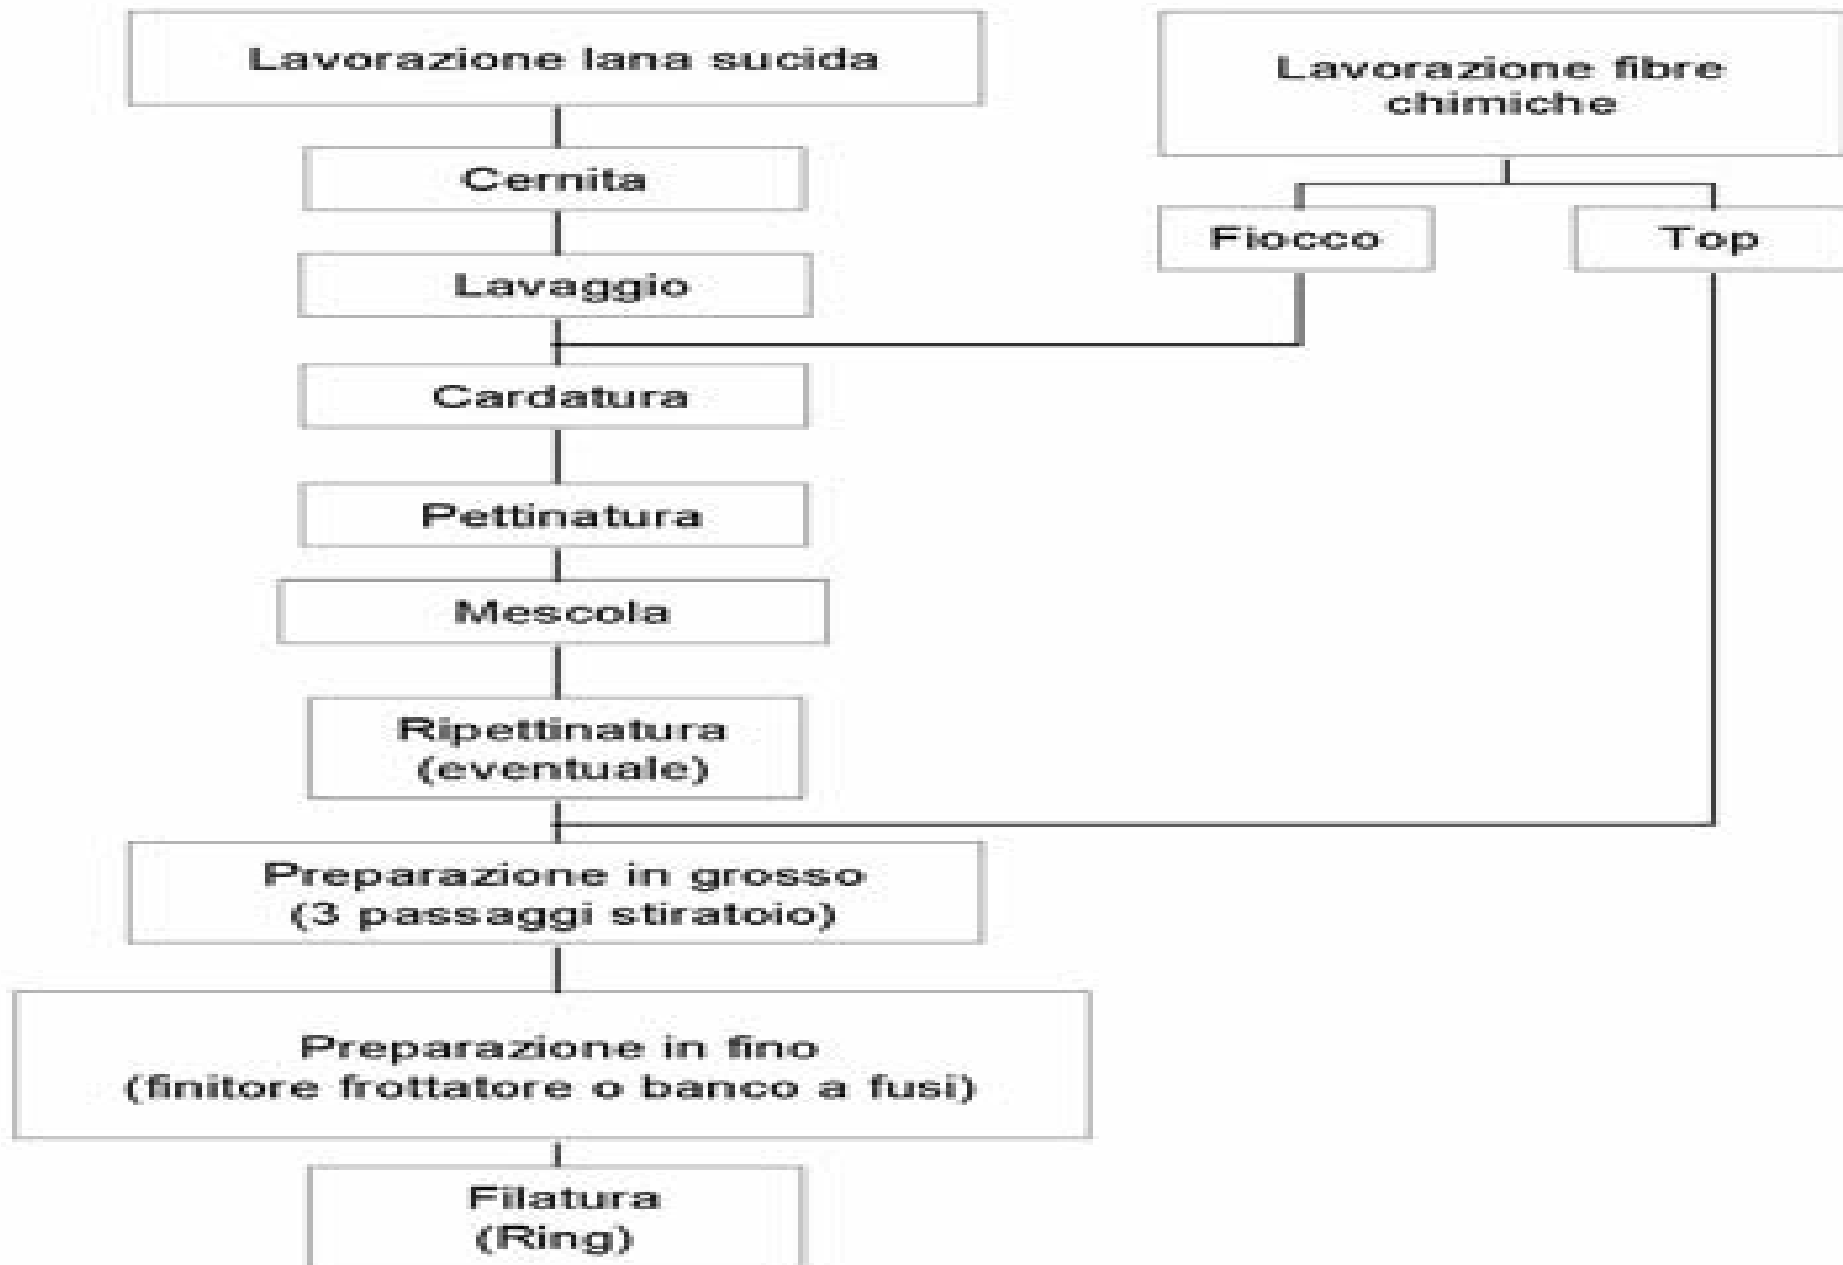 Lavorazione lana sucida
Lavorazione fibre
chimiche
Cernita
Fiocco
Top
Lavaggio
Cardatura
Pettinatura
Mescola
Ripettinatura
(eventuale)
Preparazione in grosso
(3 passaggi stiratoio)
Preparazione in fino
(finitore frottatore o banco a fusi)
Filatura
(Ring)